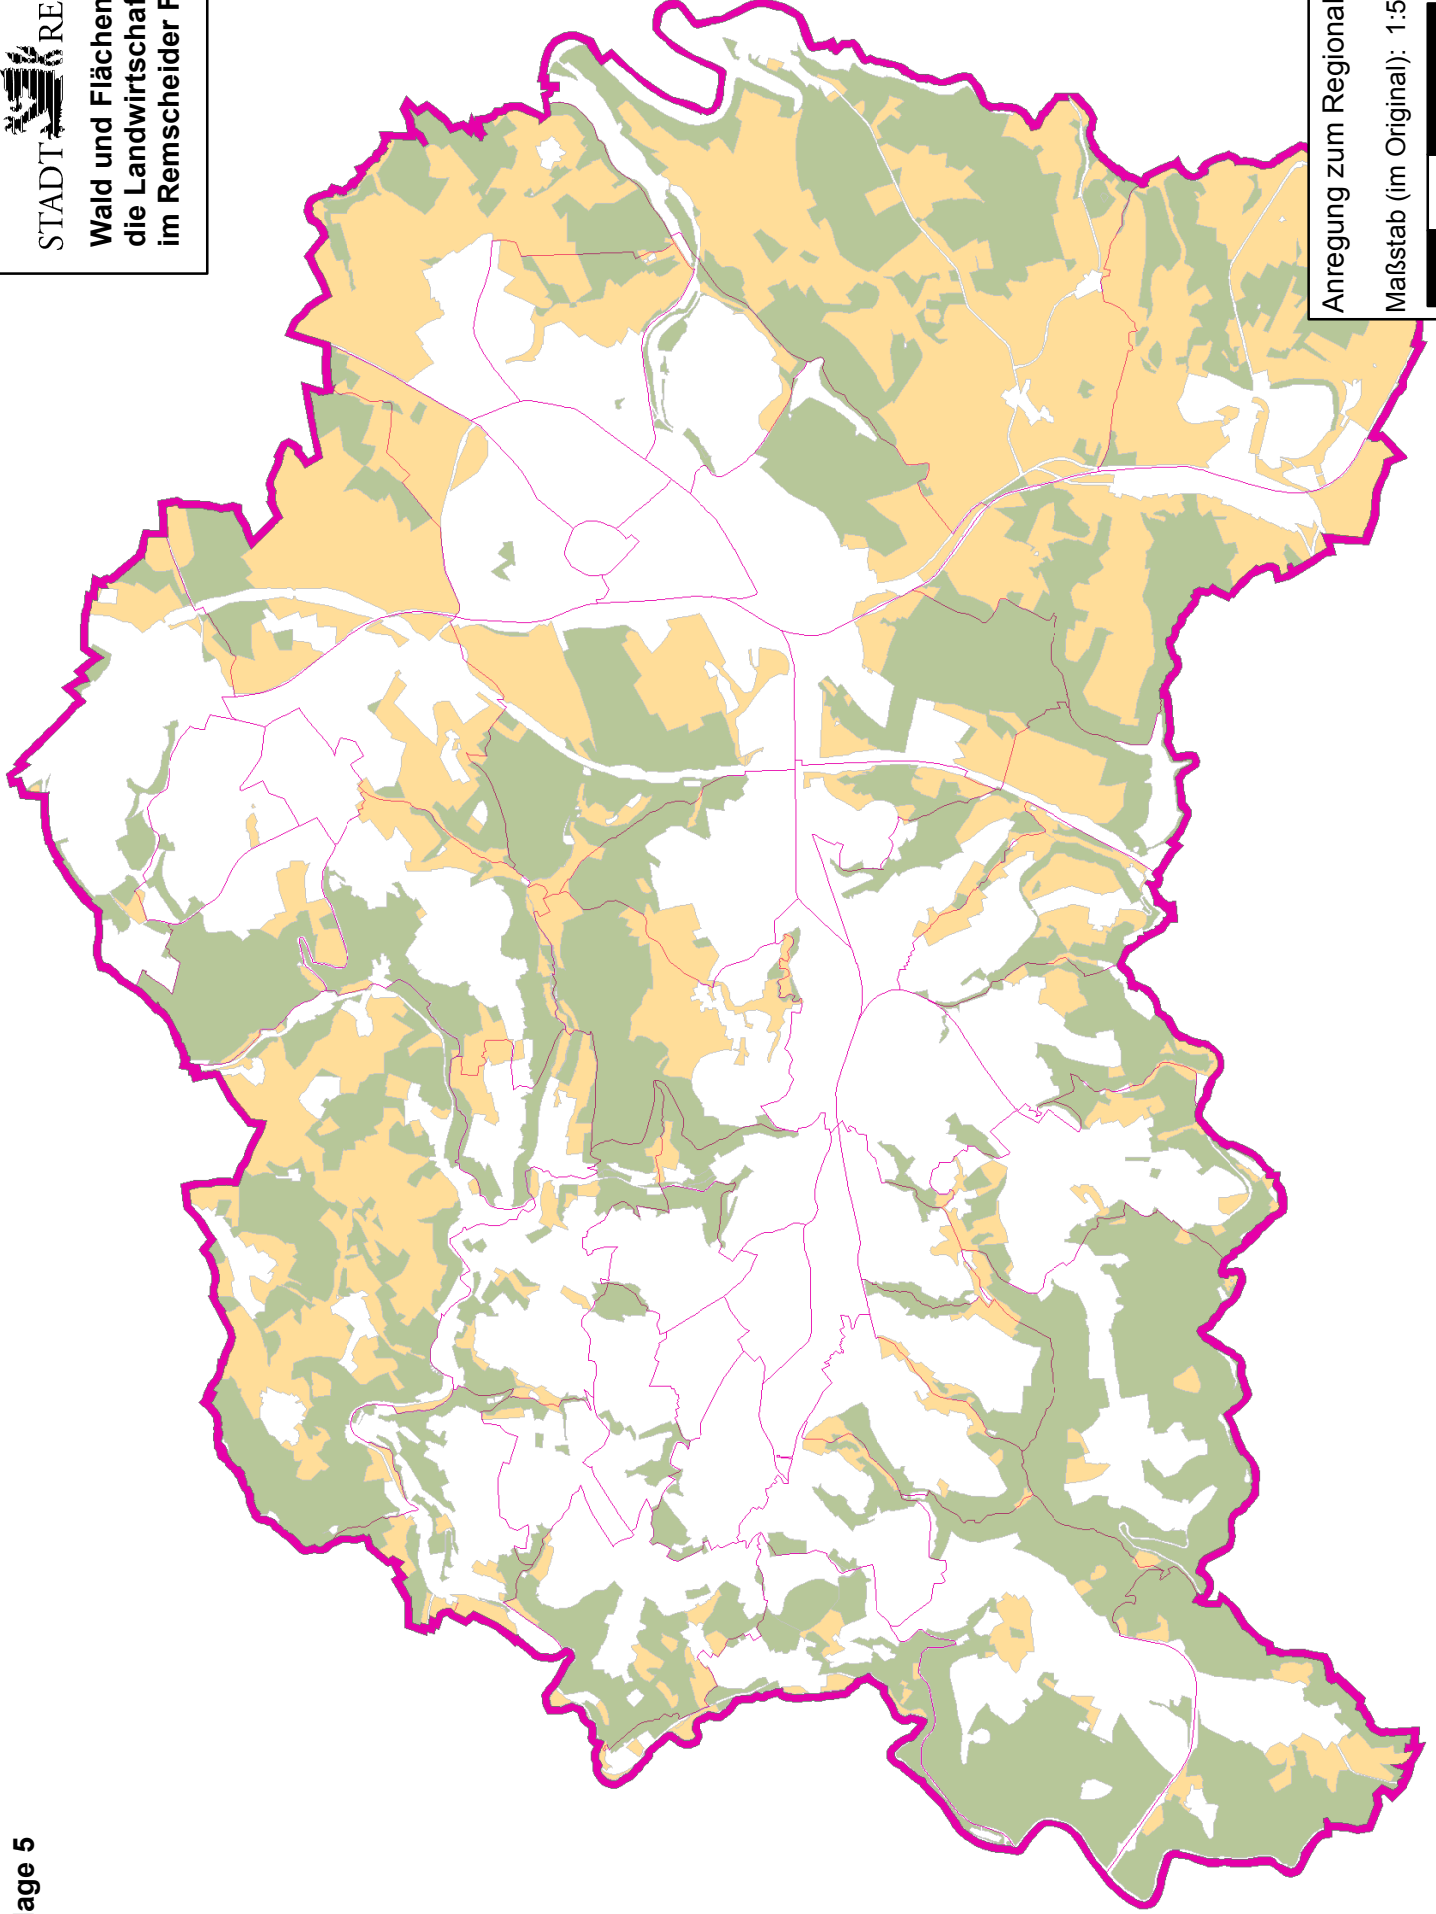 age 5
STADT RE
Wald und Flächen
die Landwirtschaf
im Remscheider F
Anregung zum Regional
Maßstab (im Original): 1:5